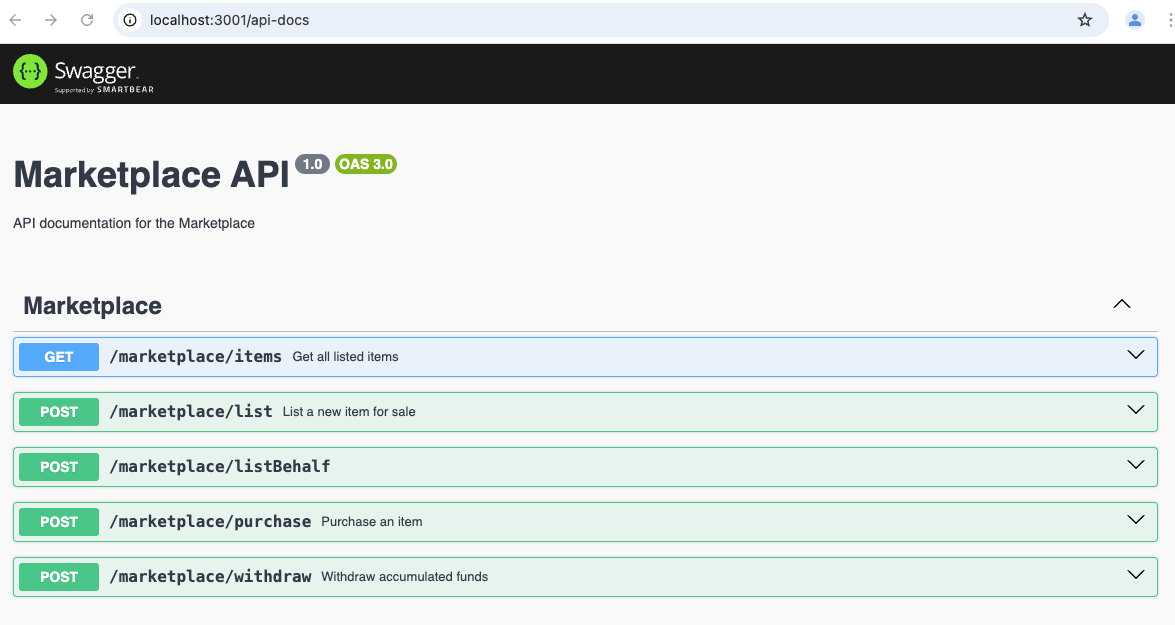 localhost:3001/api-docs
{···} Swagger
Supported by SMARTBEAR
Marketplace API 1.0 OAS 3.0
API documentation for the Marketplace
Marketplace
GET /marketplace/items Get all listed items
POST /marketplace/list List a new item for sale
POST /marketplace/listBehalf
POST /marketplace/purchase Purchase an item
POST /marketplace/withdraw Withdraw accumulated funds